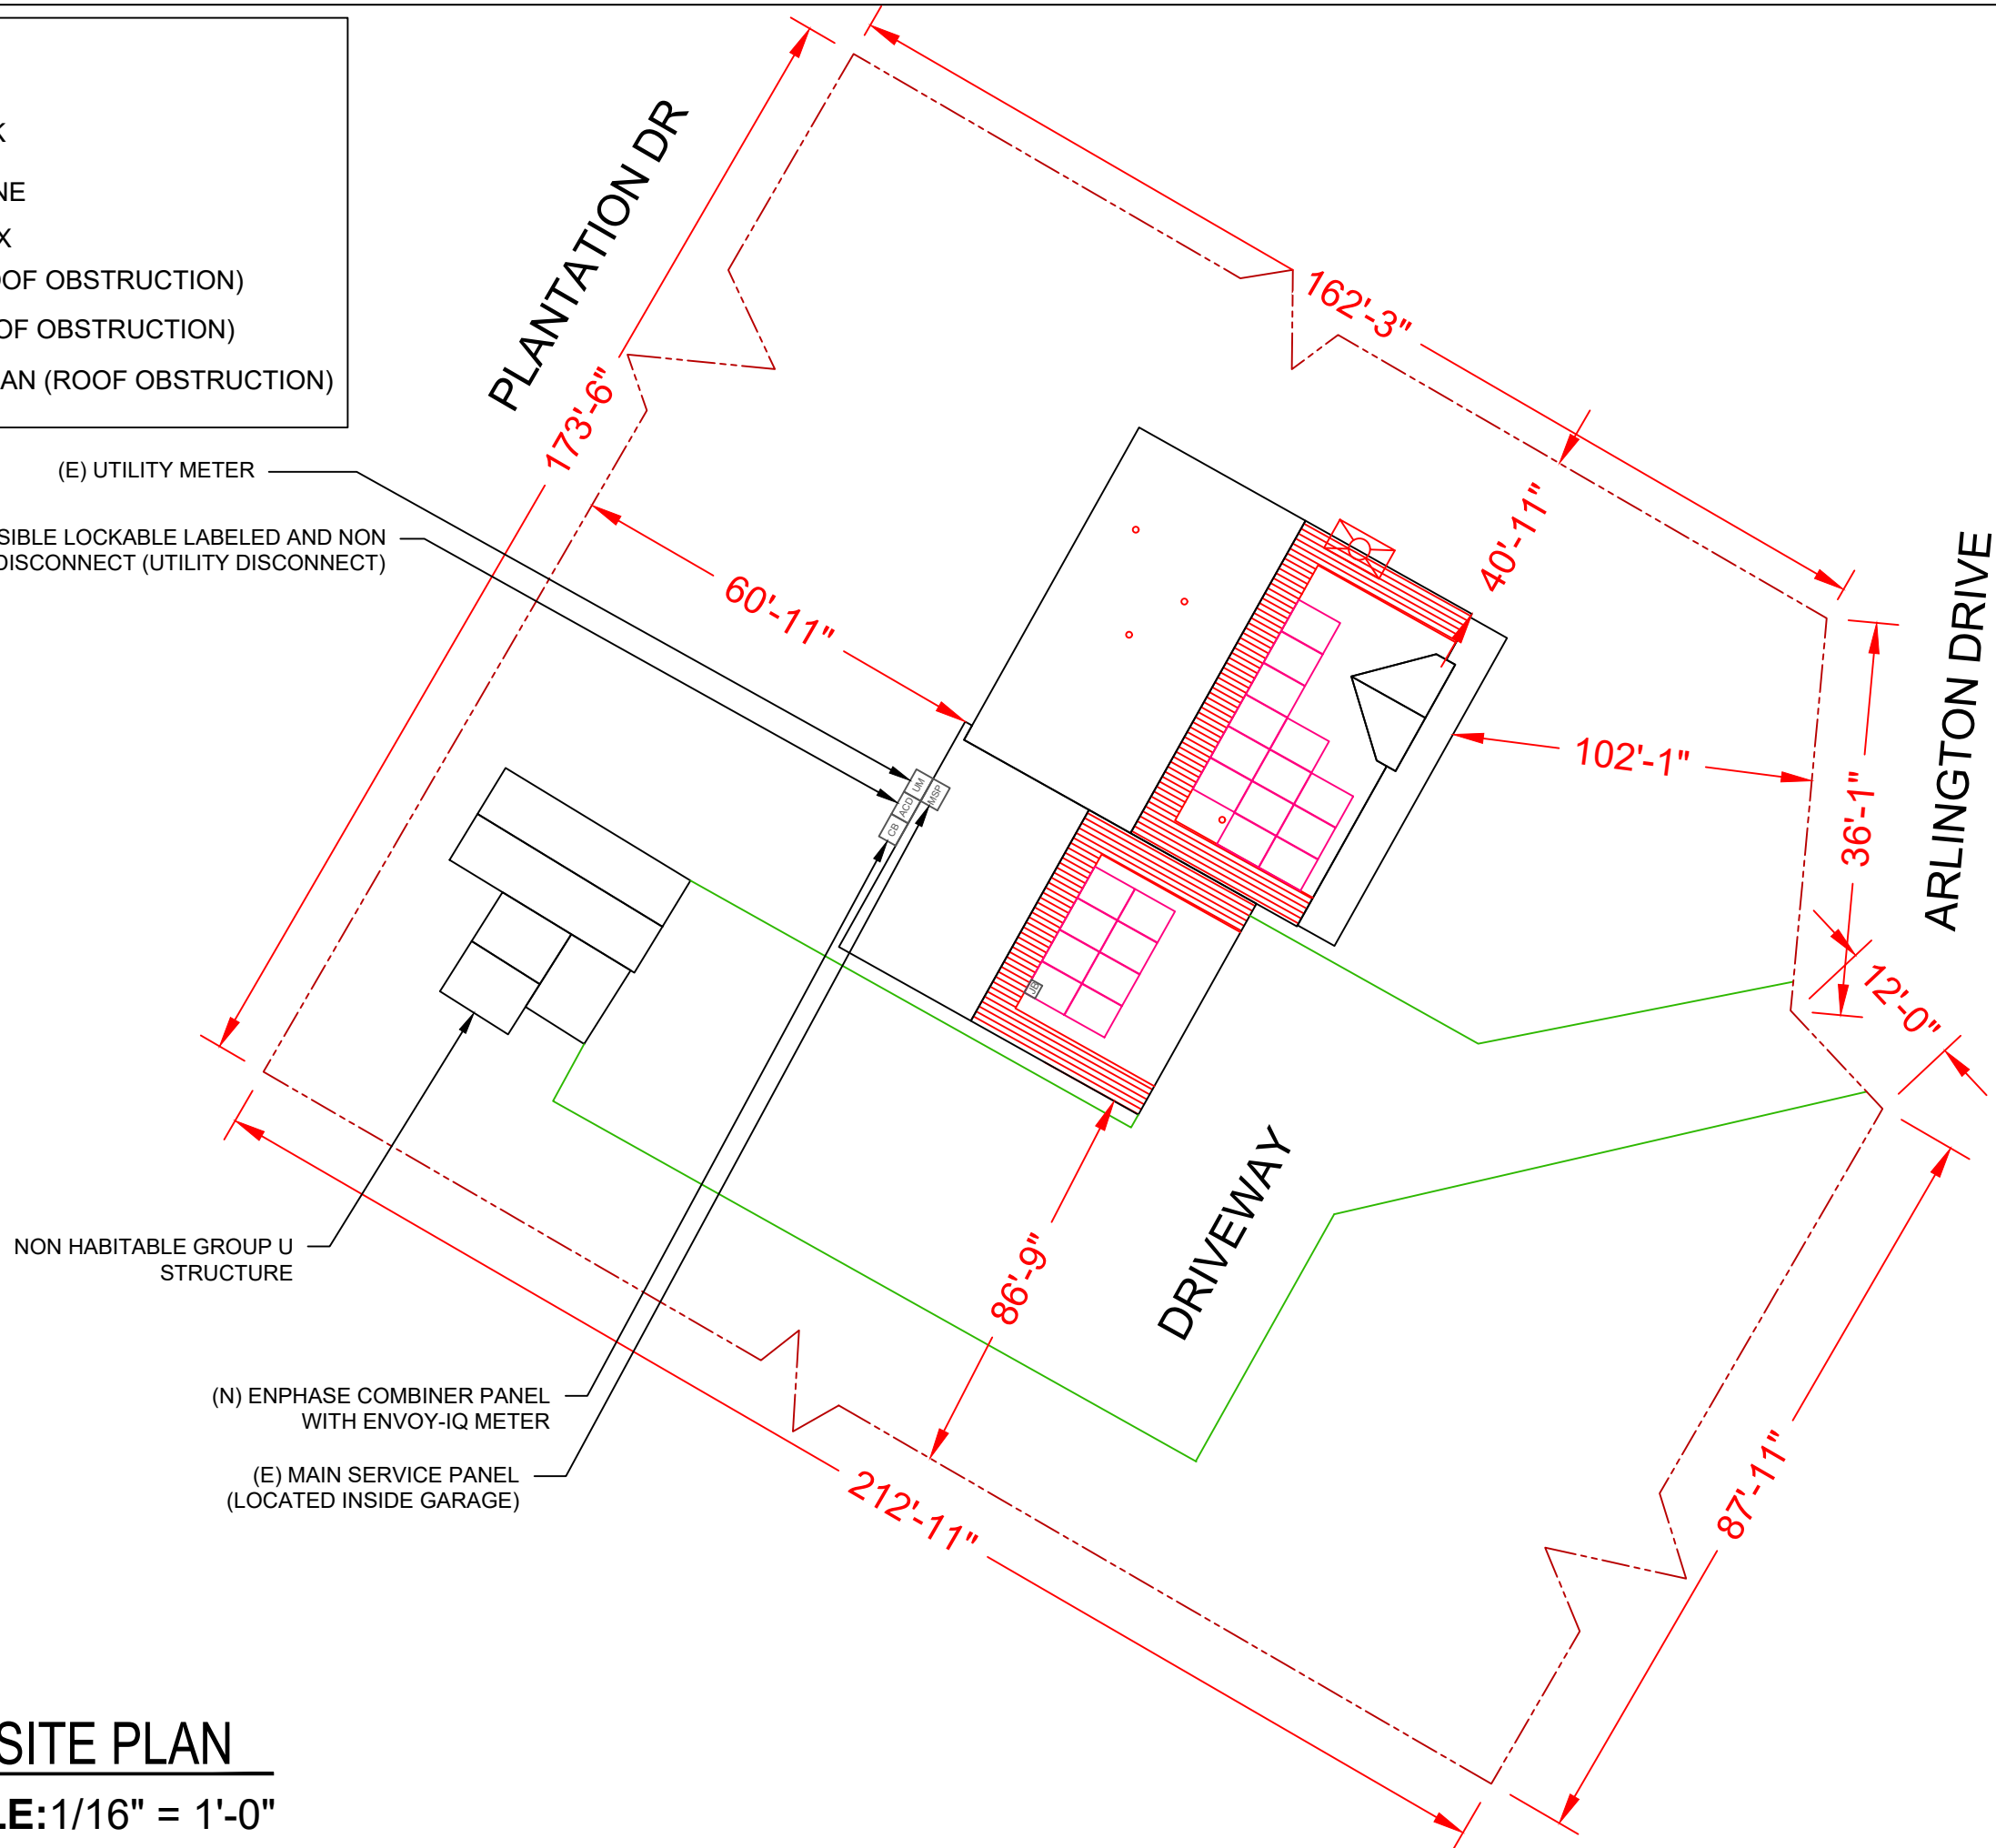 K
NE
X
OOF OBSTRUCTION)
OF OBSTRUCTION)
AN (ROOF OBSTRUCTION)
PLANTATION DR
162'-3"
173'-6"
(E) UTILITY METER
SIBLE LOCKABLE LABELED AND NON
DISCONNECT (UTILITY DISCONNECT)
60'-11"
40'-11"
ARLINGTON DRIVE
102'-1"
36'-1"
UM
MSP
ACD
CB
JB
12'-0"
DRIVEWAY
86'-9"
NON HABITABLE GROUP U
STRUCTURE
(N) ENPHASE COMBINER PANEL
WITH ENVOY-IQ METER
(E) MAIN SERVICE PANEL
(LOCATED INSIDE GARAGE)
212'-11"
87'-11"
SITE PLAN
LE:1/16" = 1'-0"